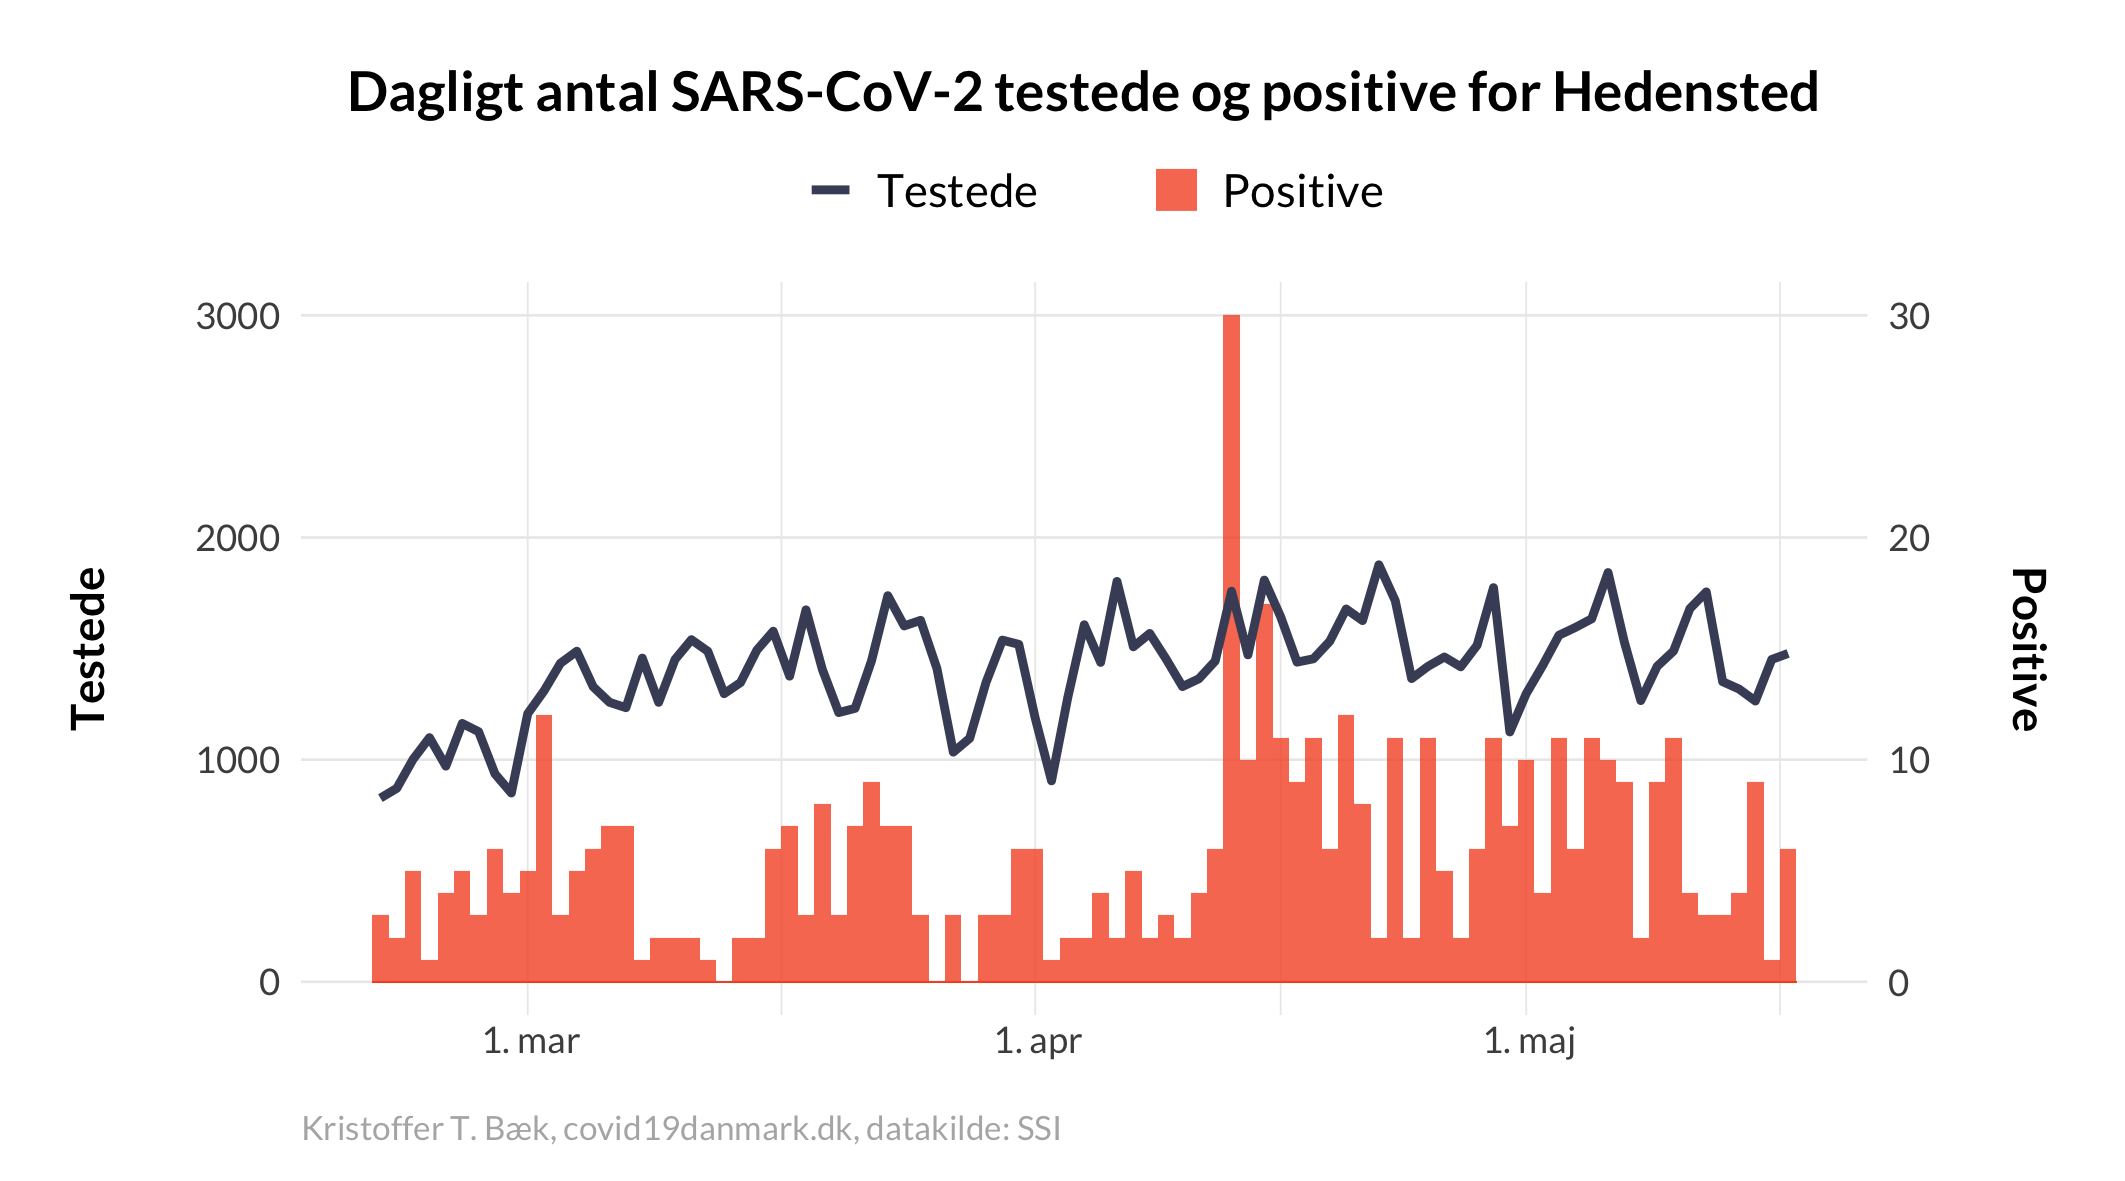 Dagligt antal SARS-CoV-2 testede og positive for Hedensted
Testede
Positive
3000
2000
1000
0
Testede
30
20
10
0
Positive
1. mar
1. apr
1. maj
Kristoffer T. Bæk, covid19danmark.dk, datakilde: SSI